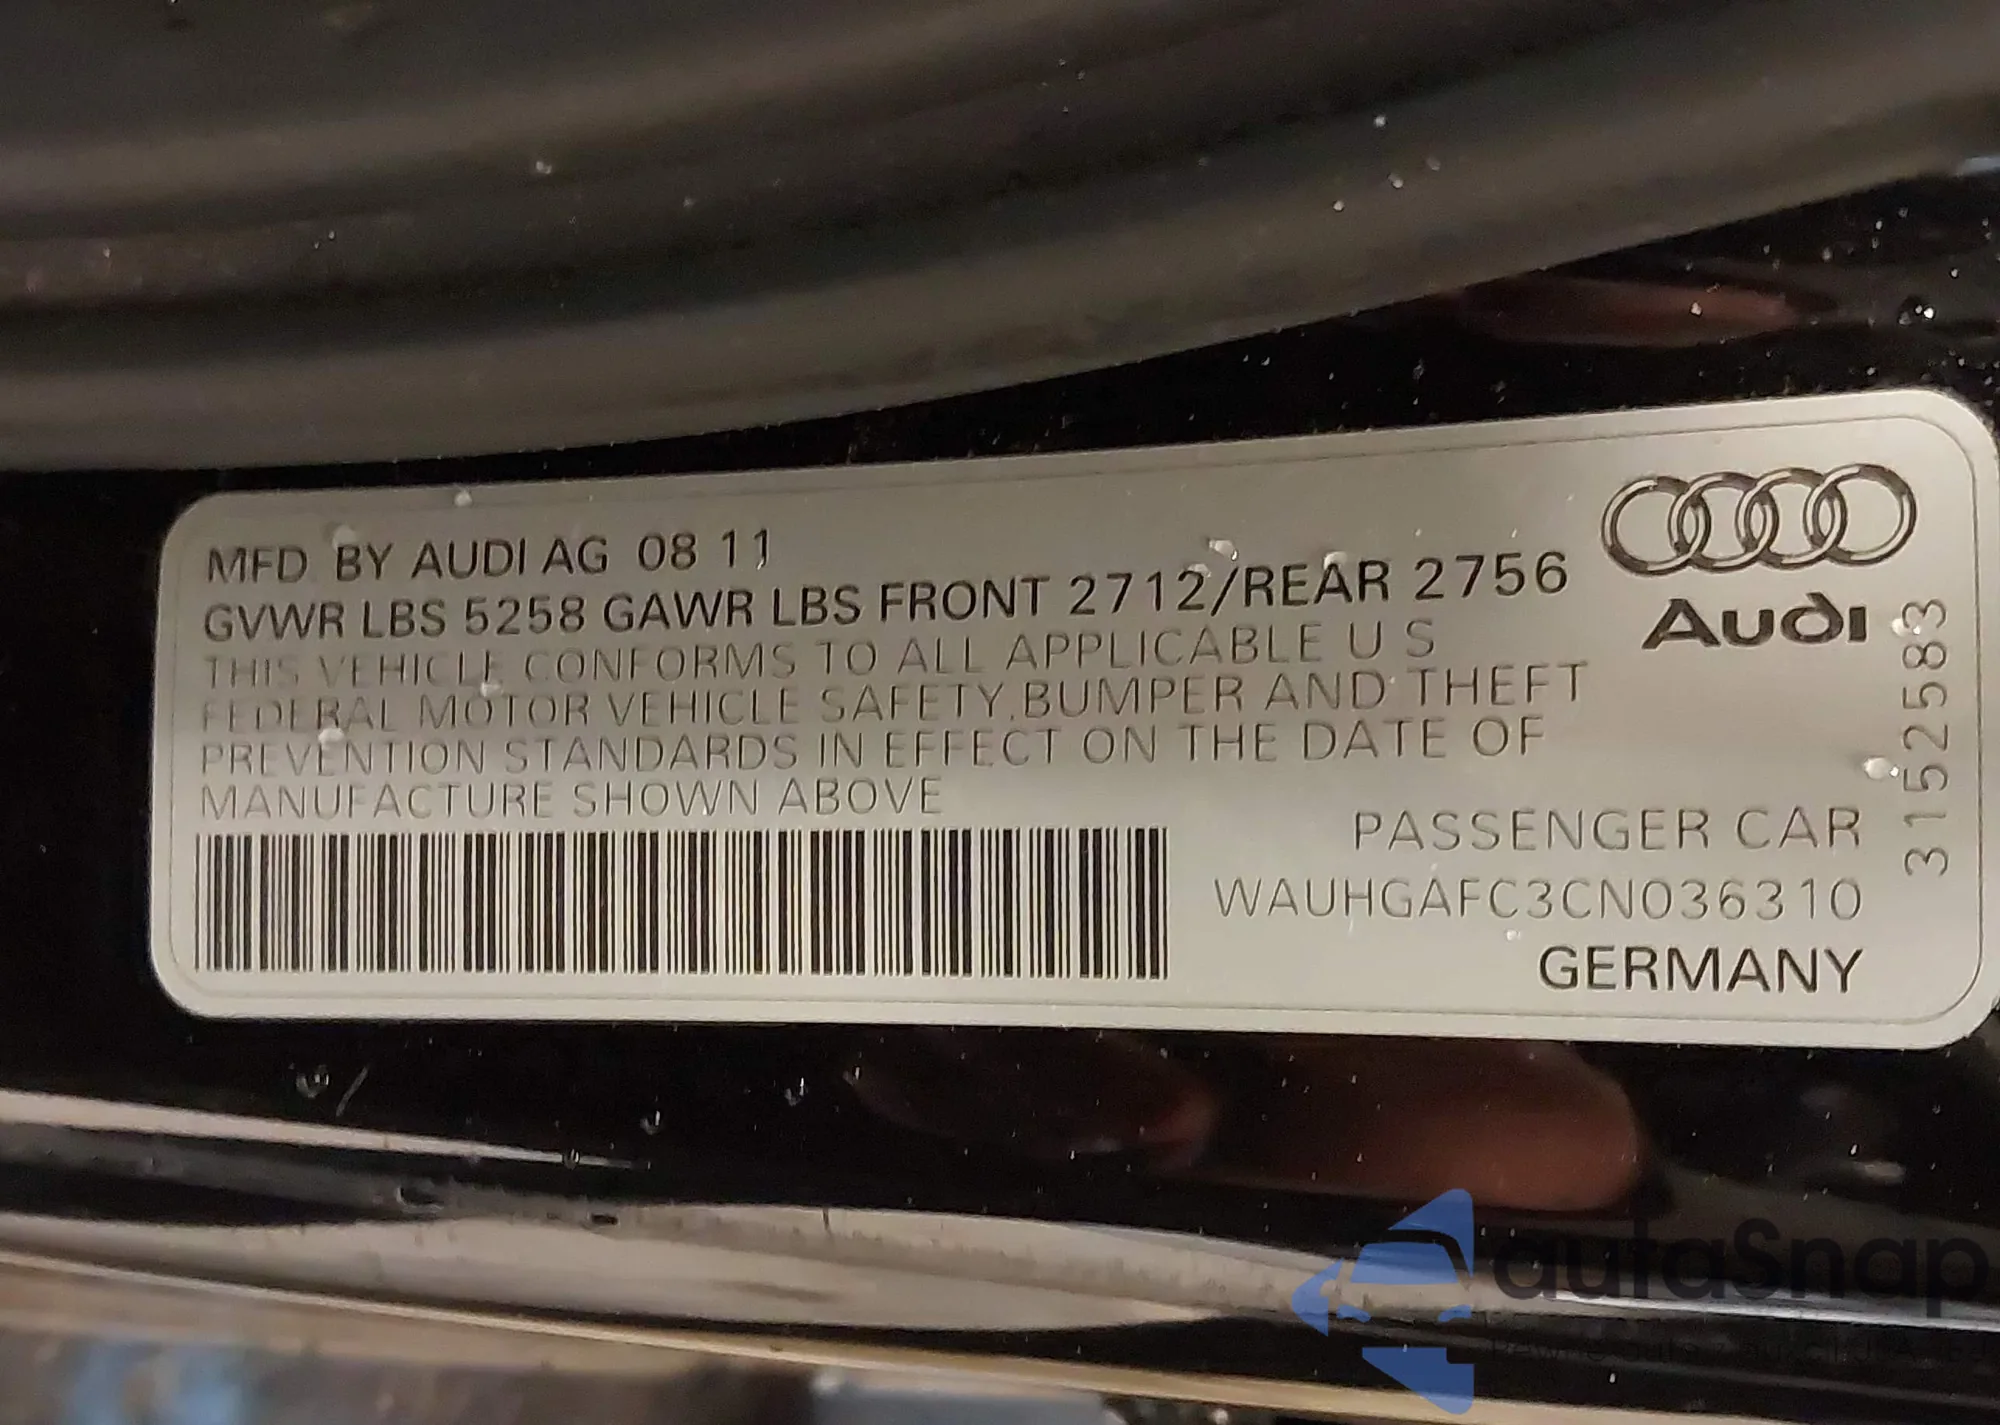 MFD BY AUDI AG 08 11
GVWR LBS 5258 GAWR LBS FRONT 2712/REAR 2756
THIS VEHICLE CONFORMS TO ALL APPLICABLE U S
FEDERAL MOTOR VEHICLE SAFETY, BUMPER AND THEFT
PREVENTION STANDARDS IN EFFECT ON THE DATE OF
MANUFACTURE SHOWN ABOVE
Audi
3152583
PASSENGER CAR
WAUHGAFC3CN036310
GERMANY
autaSnap